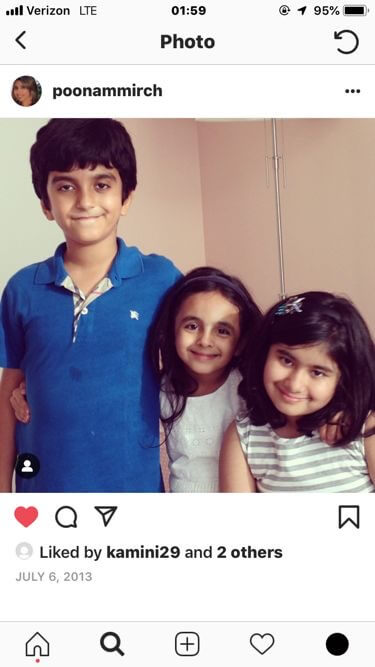 Verizon LTE 01:59 95%
Photo
poonammirch
Liked by kamini29 and 2 others
JULY 6, 2013